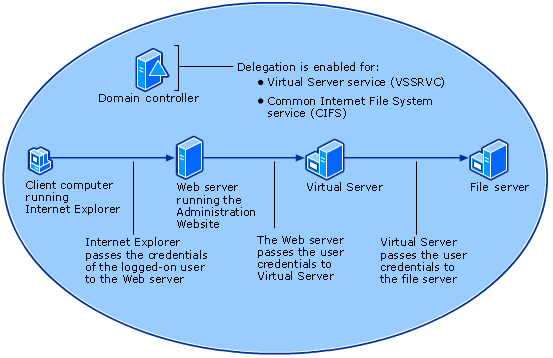 Delegation is enabled for:
• Virtual Server service (VSSRVC)
• Common Internet File System
service (CIFS)
Domain controller
Client computer
running
Internet Explorer
Web server
running the
Administration
Website
Virtual Server
File server
Internet Explorer
passes the credentials
of the logged-on user
to the Web server
The Web server
passes the user
credentials to
Virtual Server
Virtual Server
passes the user
credentials to
the file server